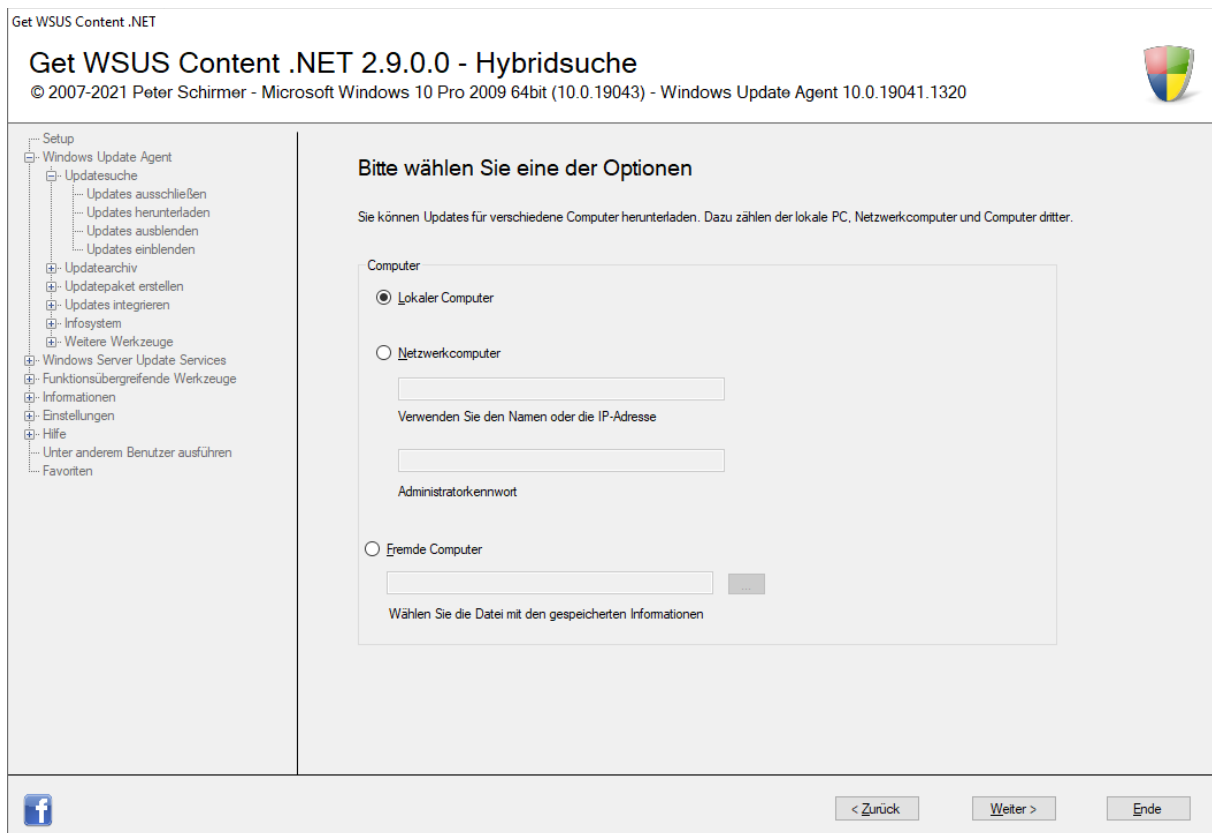 Get WSUS Content .NET
Get WSUS Content .NET 2.9.0.0 - Hybridsuche
© 2007-2021 Peter Schirmer - Microsoft Windows 10 Pro 2009 64bit (10.0.19043) - Windows Update Agent 10.0.19041.1320
Setup
Windows Update Agent
Updatesuche
Updates ausschließen
Updates herunterladen
Updates ausblenden
Updates einblenden
Updatearchiv
Updatepaket erstellen
Updates integrieren
Infosystem
Weitere Werkzeuge
Windows Server Update Services
Funktionsübergreifende Werkzeuge
Informationen
Einstellungen
Hilfe
Unter anderem Benutzer ausführen
Favoriten
Bitte wählen Sie eine der Optionen
Sie können Updates für verschiedene Computer herunterladen. Dazu zählen der lokale PC, Netzwerkcomputer und Computer dritter.
Computer
Lokaler Computer
Netzwerkcomputer
Verwenden Sie den Namen oder die IP-Adresse
Administratorkennwort
Fremde Computer
...
Wählen Sie die Datei mit den gespeicherten Informationen
f
< Zurück
Weiter >
Ende